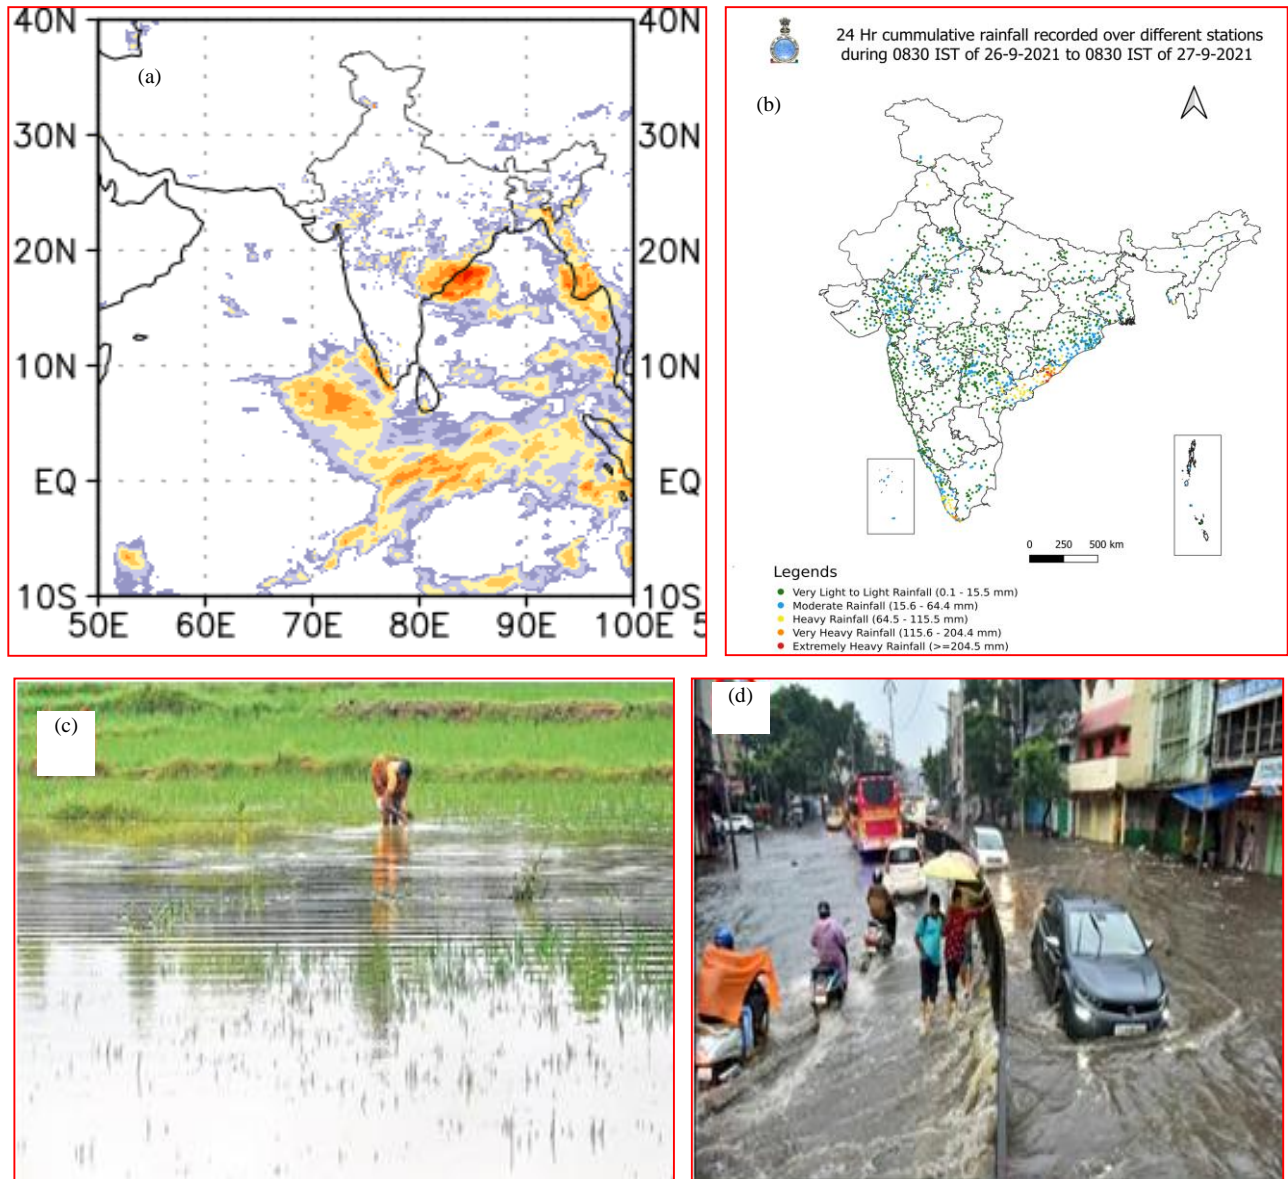 (a)
40N
40N
30N
30N
20N
20N
10N
10N
EQ
EQ
10S
10S
50E 60E 70E 80E 90E 100E 5
24 Hr cummulative rainfall recorded over different stations
during 0830 IST of 26-9-2021 to 0830 IST of 27-9-2021
(b)
0 250 500 km
Legends
Very Light to Light Rainfall (0.1 - 15.5 mm)
Moderate Rainfall (15.6 - 64.4 mm)
Heavy Rainfall (64.5 - 115.5 mm)
Very Heavy Rainfall (115.6 - 204.4 mm)
Extremely Heavy Rainfall (>=204.5 mm)
(c)
(d)